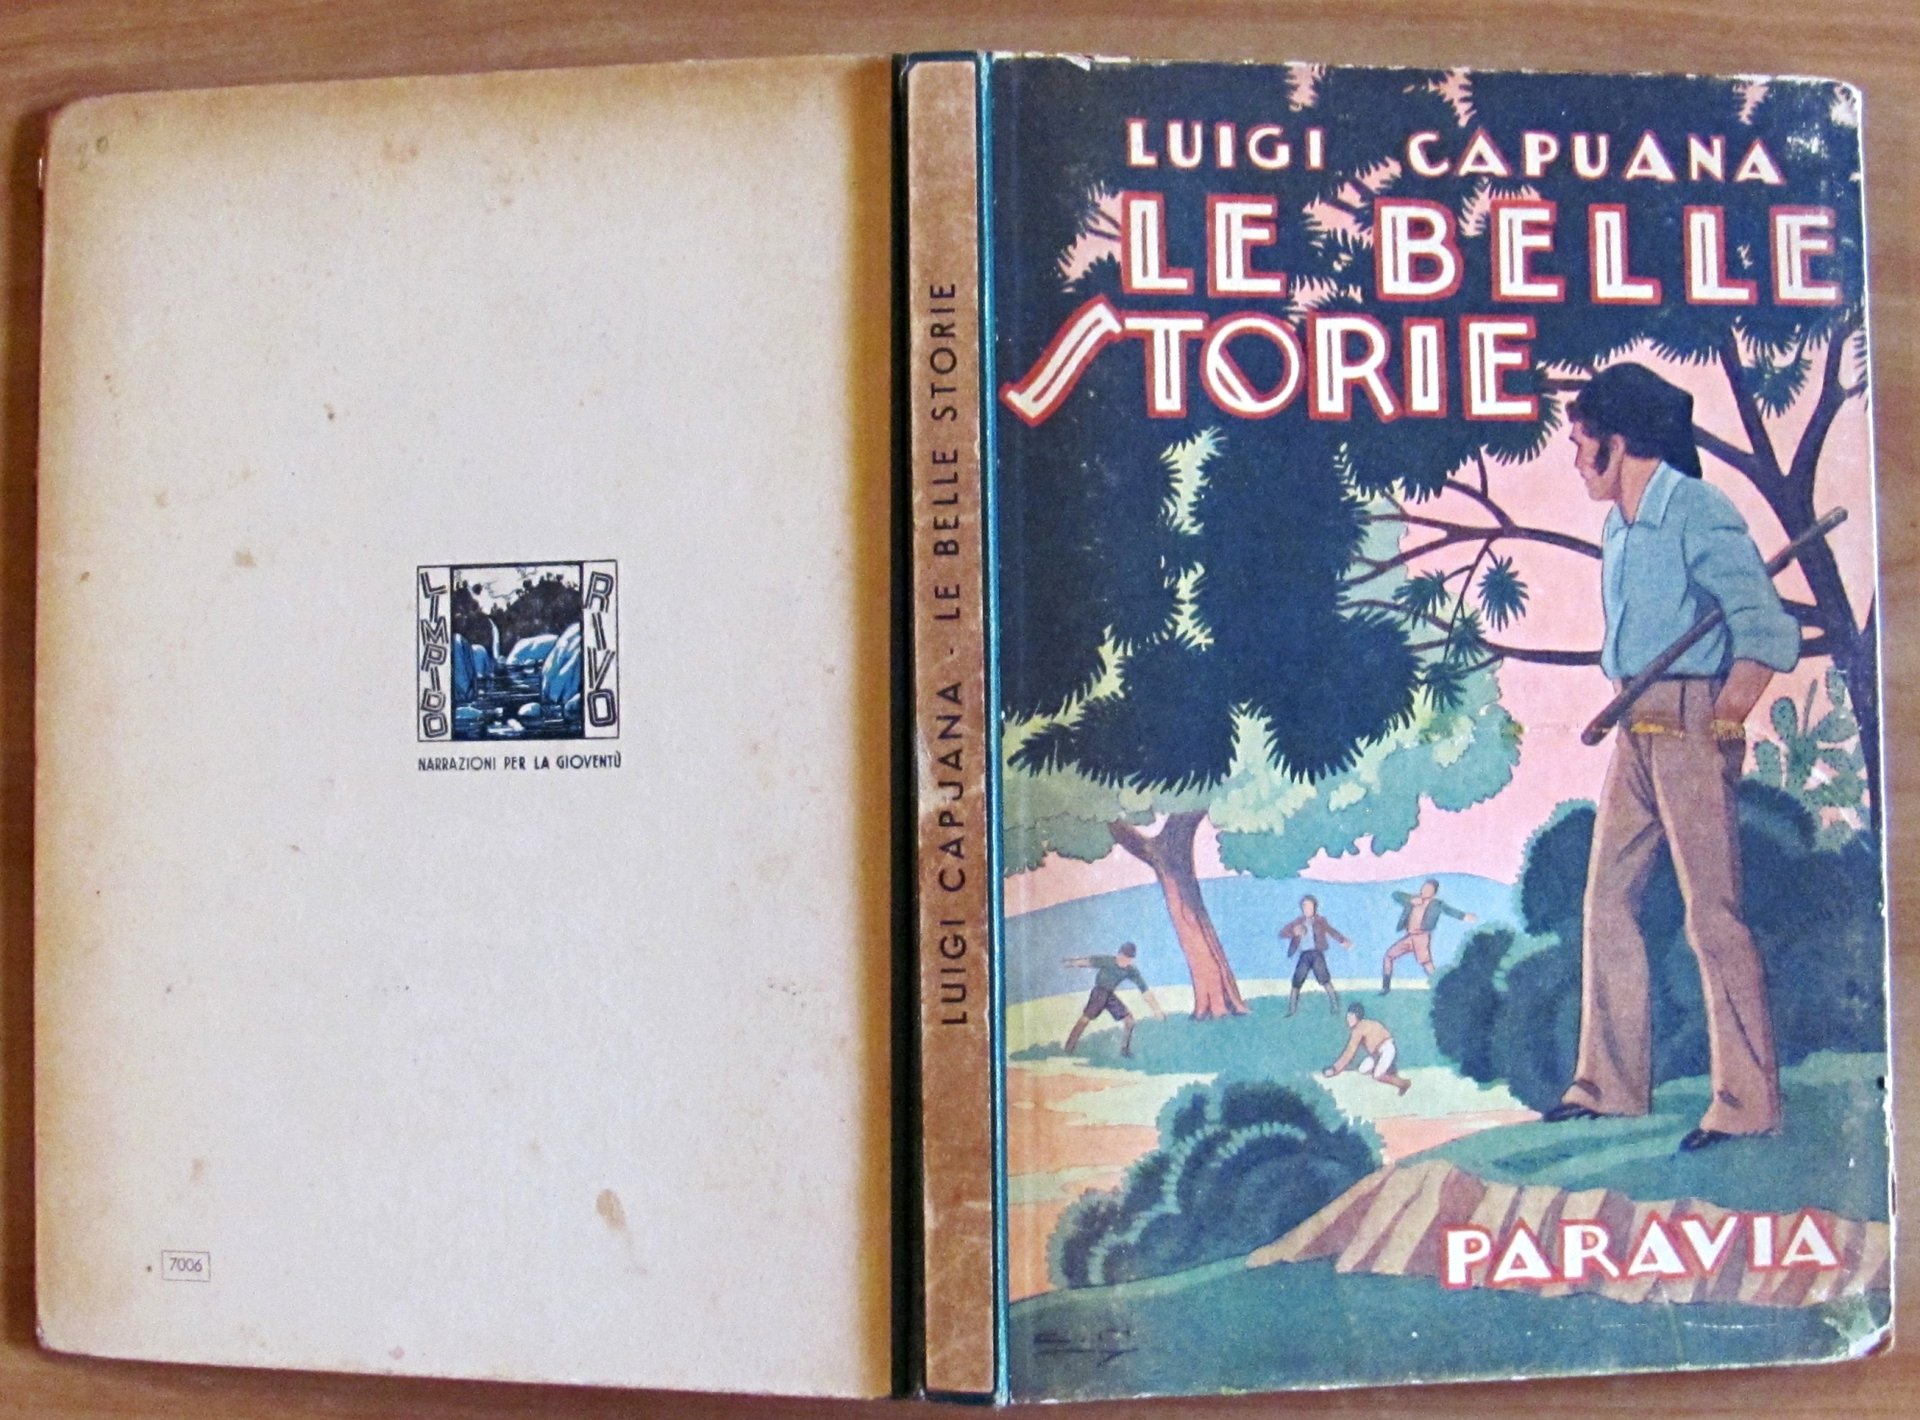 LIMPIDO
RIVO
NARRAZIONI PER LA GIOVENTÙ
7006
LUIGI CAPUANA - LE BELLE STORIE
LUIGI CAPUANA
LE BELLE
STORIE
PARAVIA